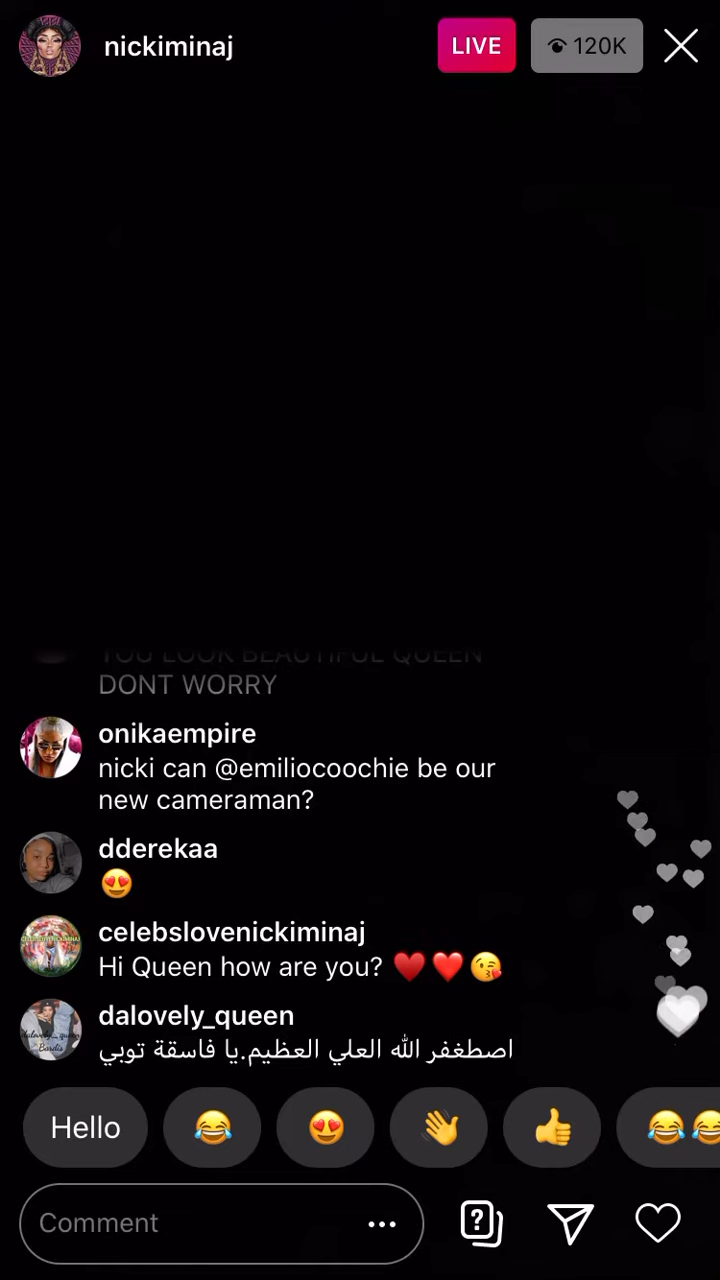 nickiminaj
LIVE
120K
YOU LOOK BEAUTIFUL QUEEN
DONT WORRY
onikaempire
nicki can @emiliocoochie be our
new cameraman?
dderekaa
😍
celebslovenickiminaj
Hi Queen how are you? ♥️❤️😘
dalovely_queen
اصطغفر الله العلي العظيم.يا فاسقة توبي
Hello 😂 😍 👋 👍 😂😂
Comment